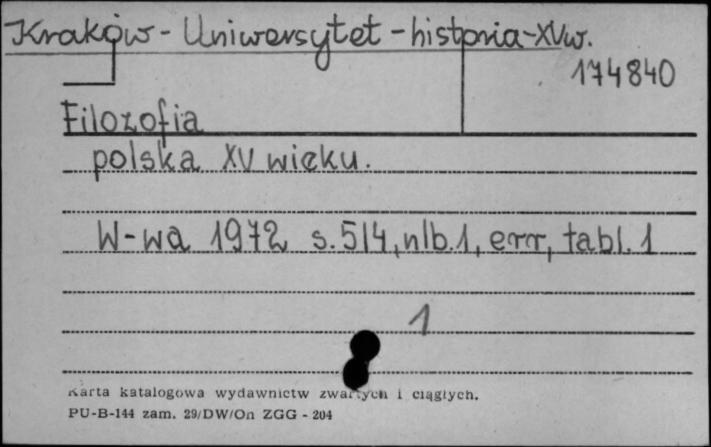 Kraków - Uniwersytet - historia - XV w.
174840
Filozofia
polska XV wieku.
W-wa 1972 s. 514, nlb. 1, err, tabl. 1
1
Karta katalogowa wydawnictw zwartych i ciągłych.
PU-B-144 zam. 29/DW/On ZGG - 204